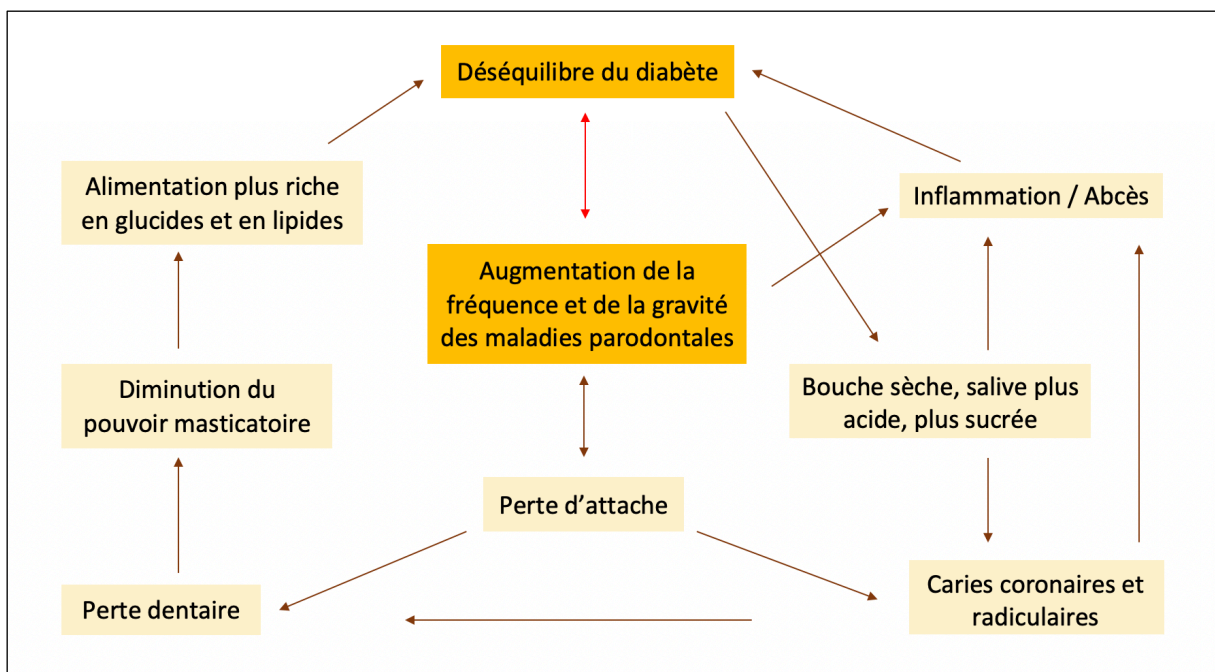 Déséquilibre du diabète
Alimentation plus riche
en glucides et en lipides
Inflammation / Abcès
Augmentation de la
fréquence et de la gravité
des maladies parodontales
Diminution du
pouvoir masticatoire
Bouche sèche, salive plus
acide, plus sucrée
Perte d’attache
Perte dentaire
Caries coronaires et
radiculaires